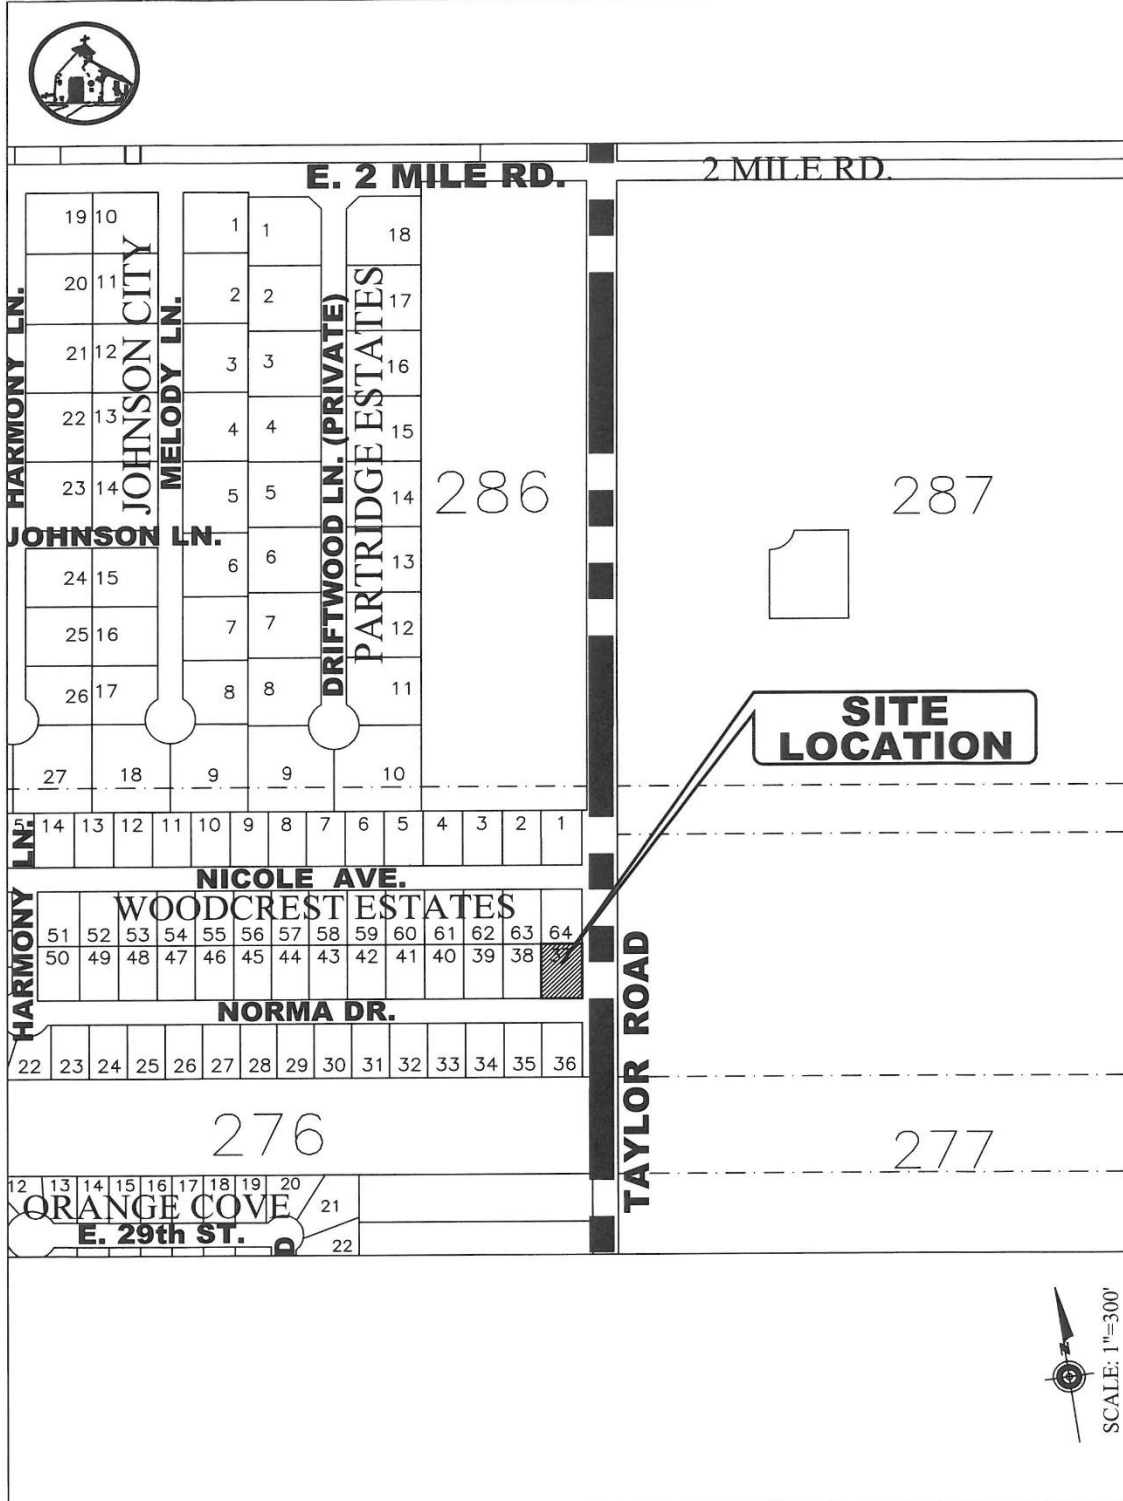 E. 2 MILE RD.
2 MILE RD.
19 10
1 1
18
20 11
2 2
17
21 12
3 3
16
22 13
4 4
15
23 14
5 5
14
HARMONY LN.
JOHNSON CITY
MELODY LN.
DRIFTWOOD LN. (PRIVATE)
PARTRIDGE ESTATES
286
287
JOHNSON LN.
24 15
6 6
13
25 16
7 7
12
26 17
8 8
11
SITE
LOCATION
27 18 9 9 10
5 14 13 12 11 10 9 8 7 6 5 4 3 2 1
HARMONY LN.
NICOLE AVE.
WOODCREST ESTATES
51 52 53 54 55 56 57 58 59 60 61 62 63 64
50 49 48 47 46 45 44 43 42 41 40 39 38 37
NORMA DR.
22 23 24 25 26 27 28 29 30 31 32 33 34 35 36
TAYLOR ROAD
276
277
12 13 14 15 16 17 18 19 20
21
22
ORANGE COVE
E. 29th ST.
D
N
SCALE: 1"=300'